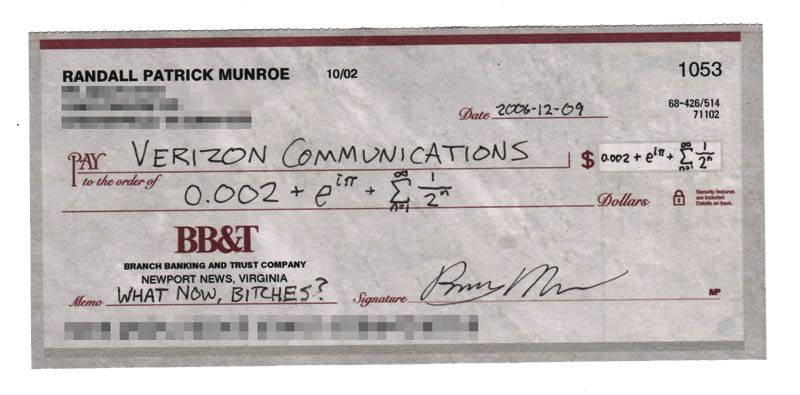 RANDALL PATRICK MUNROE 10/02 1053
Date 2006-12-09 68-426/514
71102
PAY VERIZON COMMUNICATIONS $ 0.002 + e^{iπ} + ∑_{n=1}^{∞} 1/2^n
to the order of 0.002 + e^{iπ} + ∑_{n=1}^{∞} 1/2^n Dollars
Security features
are included.
Details on back.
BB&T
BRANCH BANKING AND TRUST COMPANY
NEWPORT NEWS, VIRGINIA
Memo WHAT NOW, BITCHES? Signature MP